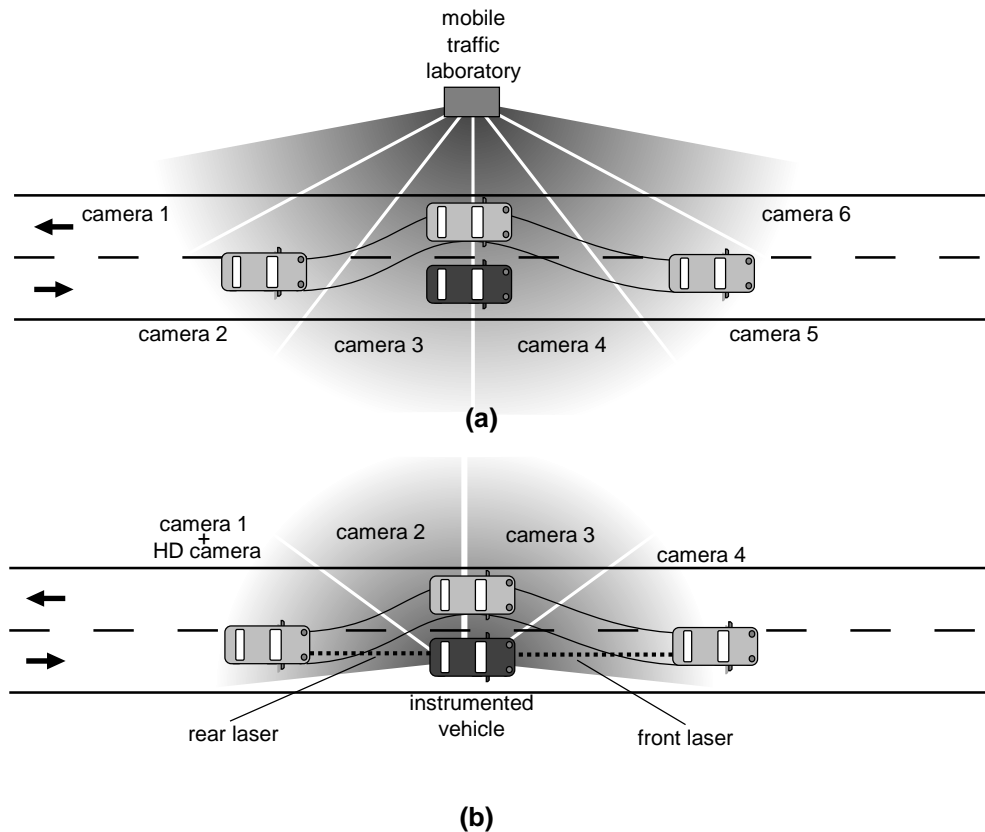 mobile
traffic
laboratory
camera 1
camera 6
camera 2
camera 3
camera 4
camera 5
(a)
camera 1
+
HD camera
camera 2
camera 3
camera 4
instrumented
vehicle
rear laser
front laser
(b)